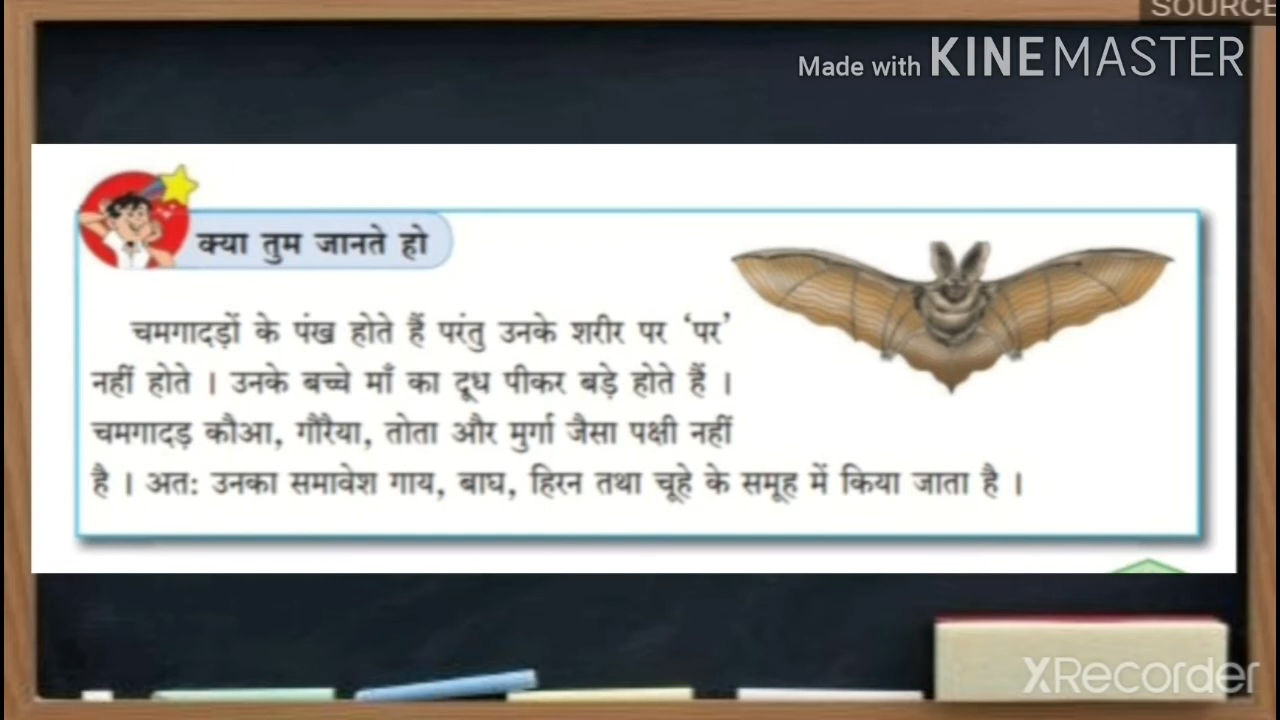 SOURCE
Made with KINEMASTER
क्या तुम जानते हो
चमगादड़ों के पंख होते हैं परंतु उनके शरीर पर ‘पर’
नहीं होते । उनके बच्चे माँ का दूध पीकर बड़े होते हैं ।
चमगादड़ कौआ, गौरैया, तोता और मुर्गा जैसा पक्षी नहीं
है । अतः उनका समावेश गाय, बाघ, हिरन तथा चूहे के समूह में किया जाता है ।
XRecorder